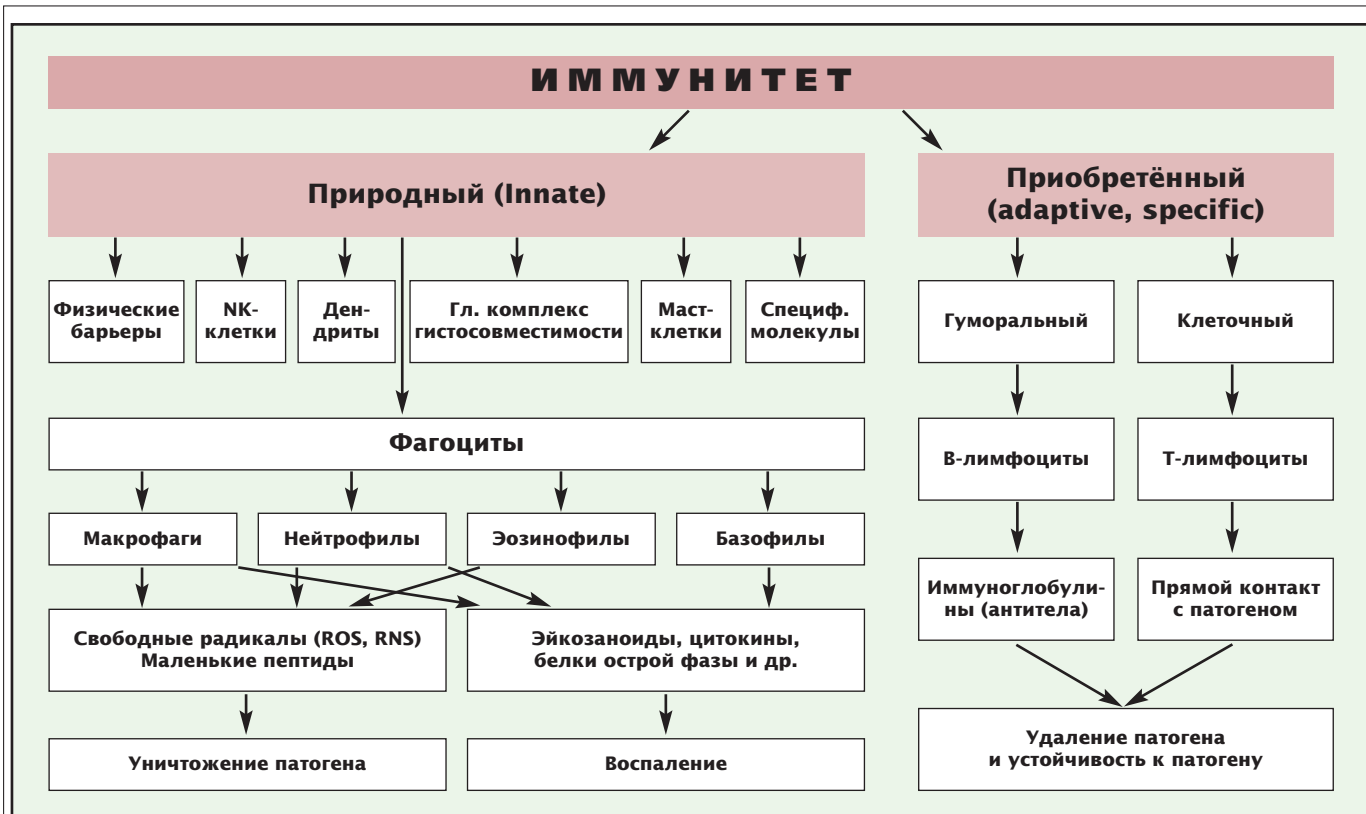 ИММУНИТЕТ
Природный (Innate)
Приобретённый
(adaptive, specific)
Физические
барьеры
NK-
клетки
Ден-
дриты
Гл. комплекс
гистосовместимости
Маст-
клетки
Специф.
молекулы
Гуморальный
Клеточный
Фагоциты
В-лимфоциты
Т-лимфоциты
Макрофаги
Нейтрофилы
Эозинофилы
Базофилы
Иммуноглобули-
ны (антитела)
Прямой контакт
с патогеном
Свободные радикалы (ROS, RNS)
Маленькие пептиды
Эйкозаноиды, цитокины,
белки острой фазы и др.
Уничтожение патогена
Воспаление
Удаление патогена
и устойчивость к патогену